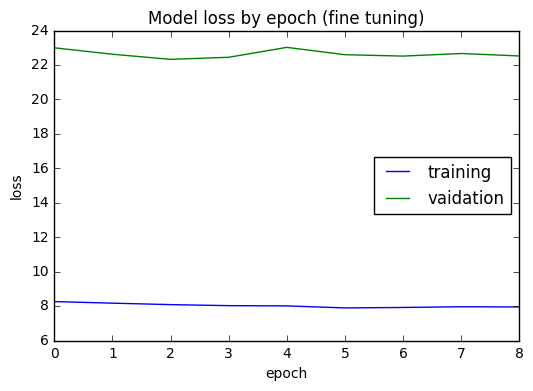 Model loss by epoch (fine tuning)
24
22
20
18
16
14
12
10
8
6
loss
training
vaidation
0 1 2 3 4 5 6 7 8
epoch